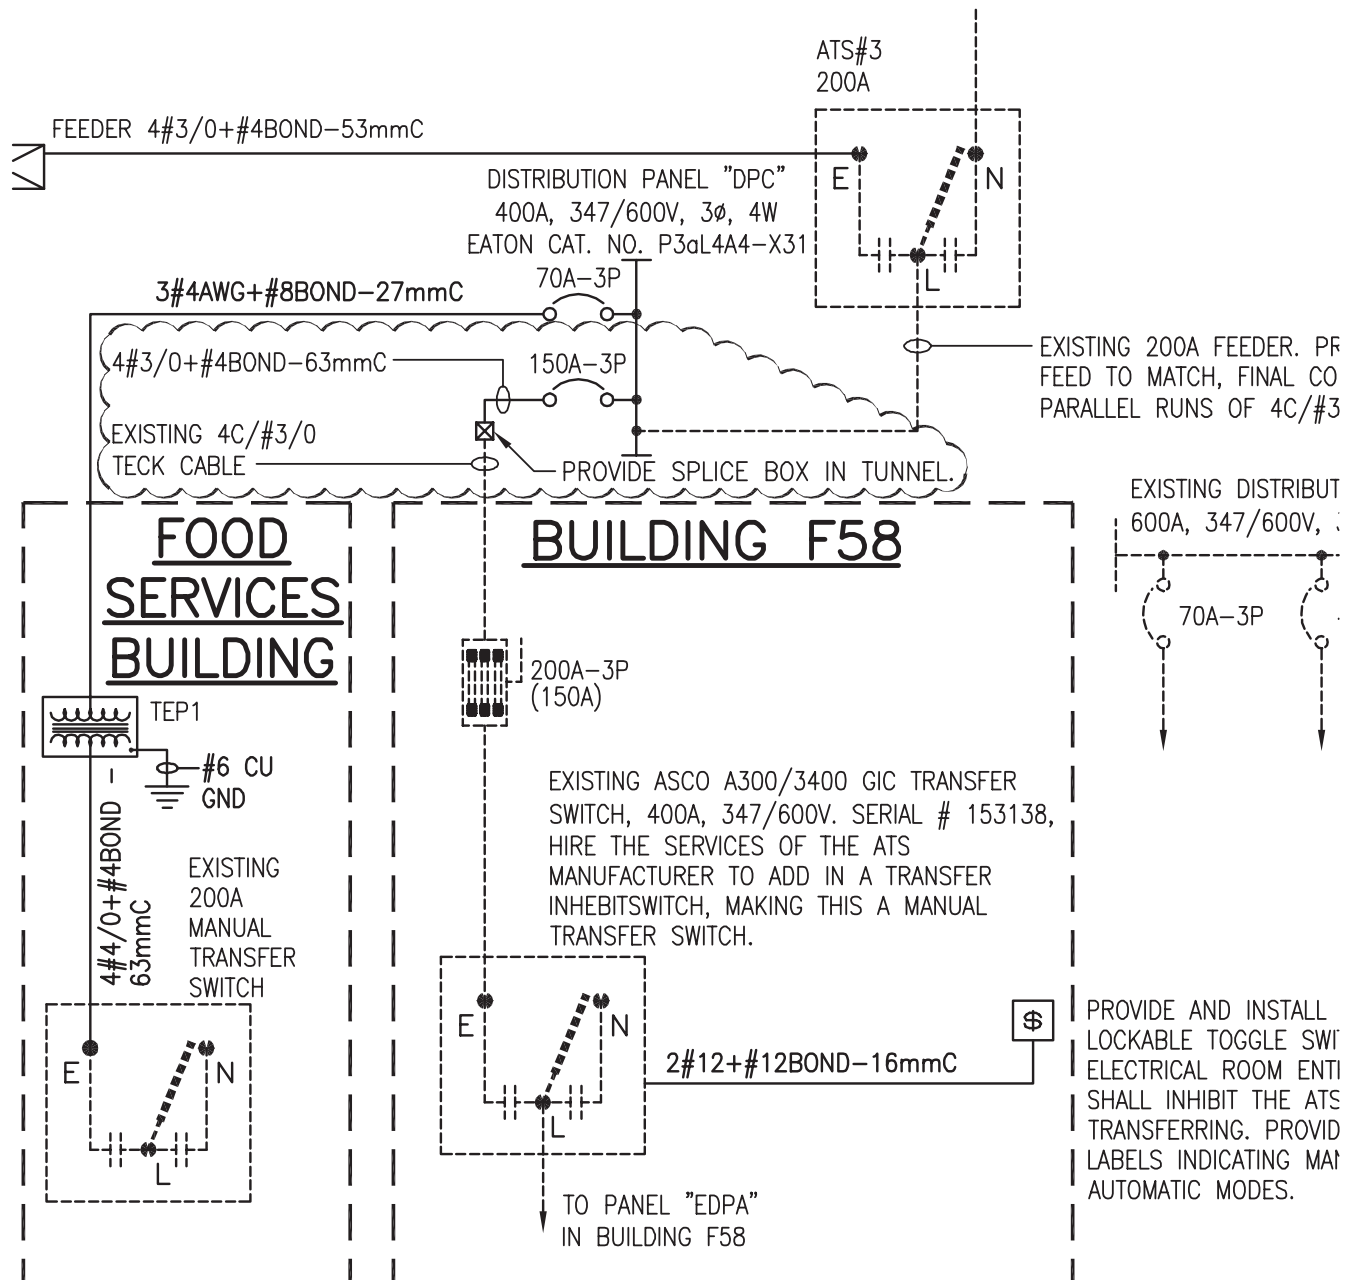 ATS#3
200A
FEEDER 4#3/0+#4BOND-53mmC
E
N
L
DISTRIBUTION PANEL "DPC"
400A, 347/600V, 3ø, 4W
EATON CAT. NO. P3aL4A4-X31
70A-3P
3#4AWG+#8BOND-27mmC
4#3/0+#4BOND-63mmC
150A-3P
EXISTING 200A FEEDER. PR
FEED TO MATCH, FINAL CO
PARALLEL RUNS OF 4C/#3
EXISTING 4C/#3/0
TECK CABLE
PROVIDE SPLICE BOX IN TUNNEL.
EXISTING DISTRIBUT
600A, 347/600V,
70A-3P
FOOD
SERVICES
BUILDING
BUILDING F58
200A-3P
(150A)
TEP1
#6 CU
GND
4#4/0+#4BOND -
63mmC
EXISTING
200A
MANUAL
TRANSFER
SWITCH
E
N
L
EXISTING ASCO A300/3400 GIC TRANSFER
SWITCH, 400A, 347/600V. SERIAL # 153138,
HIRE THE SERVICES OF THE ATS
MANUFACTURER TO ADD IN A TRANSFER
INHEBITSWITCH, MAKING THIS A MANUAL
TRANSFER SWITCH.
E
N
L
2#12+#12BOND-16mmC
$
PROVIDE AND INSTALL
LOCKABLE TOGGLE SWI
ELECTRICAL ROOM ENT
SHALL INHIBIT THE ATS
TRANSFERRING. PROVID
LABELS INDICATING MAN
AUTOMATIC MODES.
TO PANEL "EDPA"
IN BUILDING F58